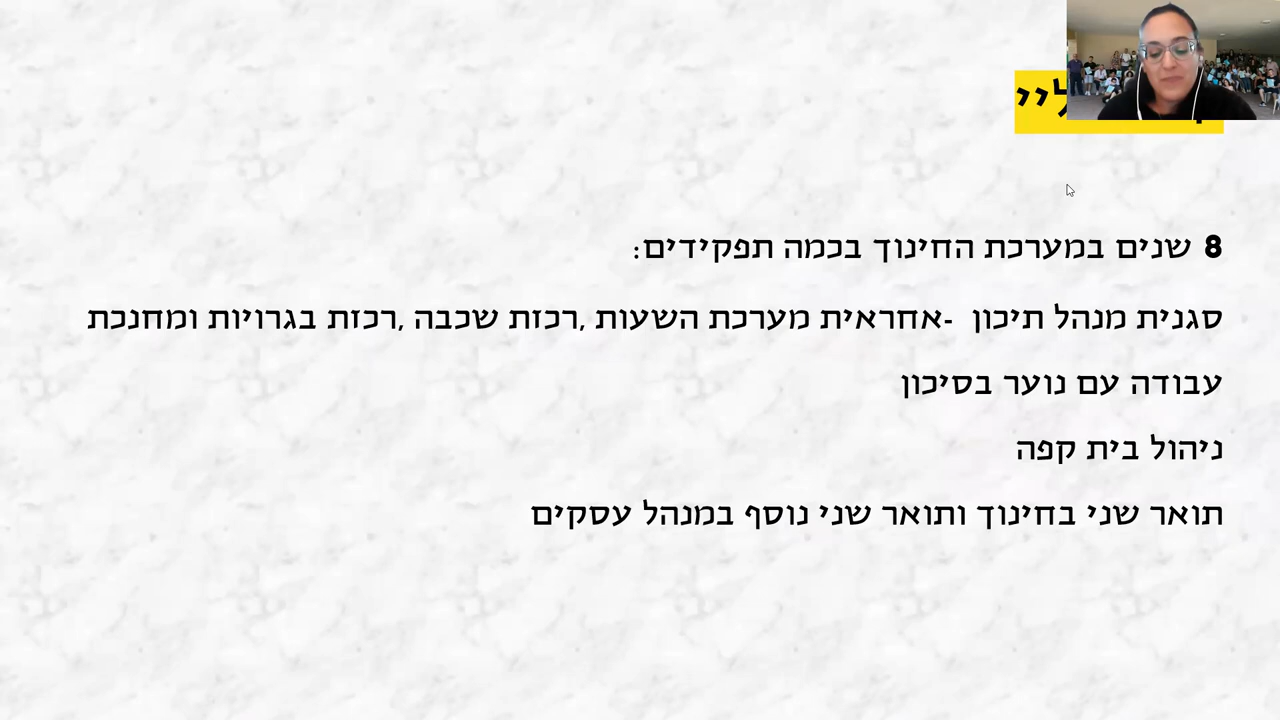 8 שנים במערכת החינוך בכמה תפקידים:
סגנית מנהל תיכון -אחראית מערכת השעות ,רכזת שכבה ,רכזת בגרויות ומחנכת
עבודה עם נוער בסיכון
ניהול בית קפה
תואר שני בחינוך ותואר שני נוסף במנהל עסקים